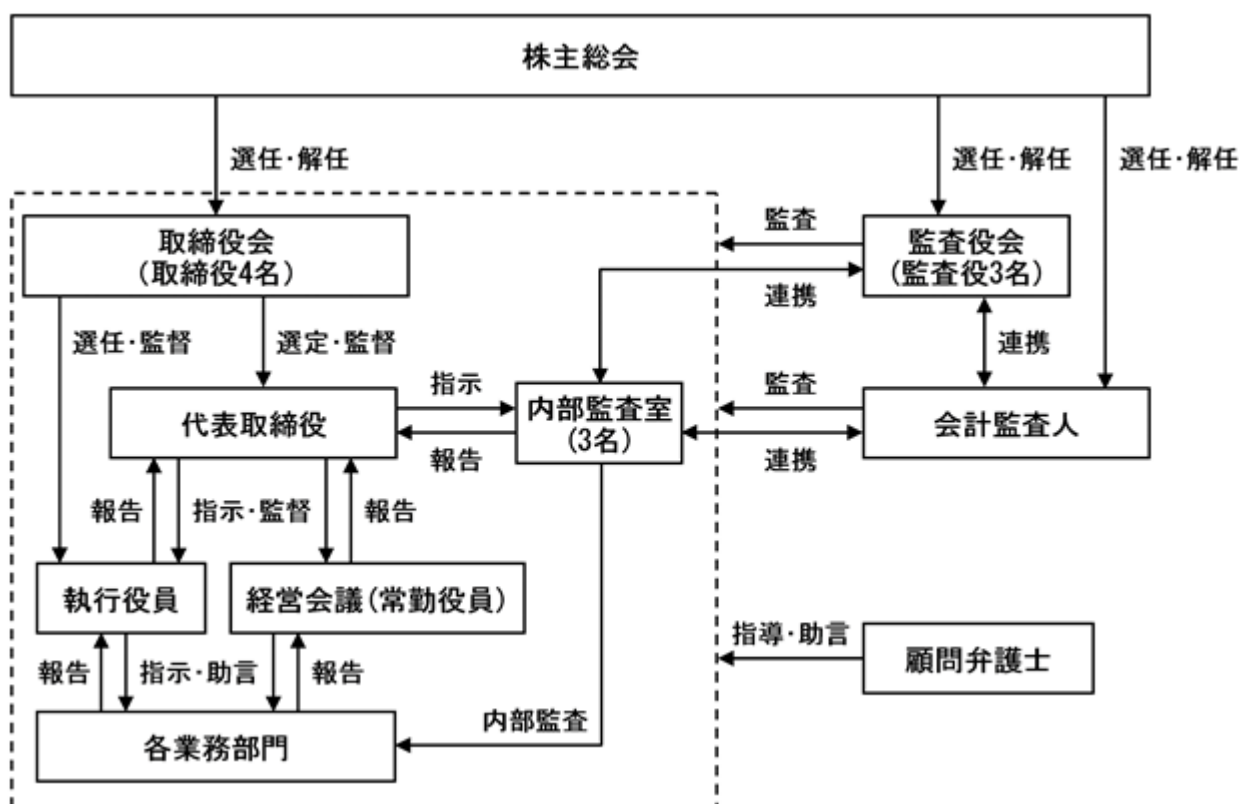 株主総会
選任・解任
選任・解任
選任・解任
取締役会
(取締役4名)
監査
監査役会
(監査役3名)
連携
選任・監督
選定・監督
連携
代表取締役
指示
報告
内部監査室
(3名)
監査
連携
会計監査人
報告
指示・監督
報告
執行役員
経営会議(常勤役員)
報告
指示・助言
報告
指導・助言
顧問弁護士
各業務部門
内部監査